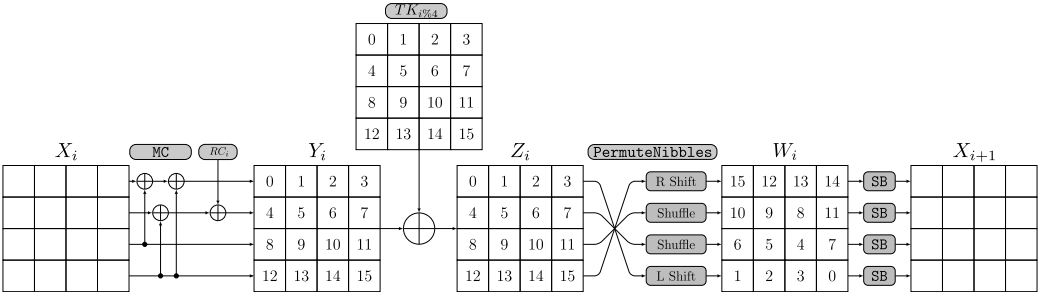 TK_{i%4}
0 1 2 3
4 5 6 7
8 9 10 11
12 13 14 15
X_i MC RC_i Y_i Z_i PermuteNibbles W_i X_{i+1}
0 1 2 3 0 1 2 3 R Shift 15 12 13 14 SB
4 5 6 7 4 5 6 7 Shuffle 10 9 8 11 SB
8 9 10 11 8 9 10 11 Shuffle 6 5 4 7 SB
12 13 14 15 12 13 14 15 L Shift 1 2 3 0 SB